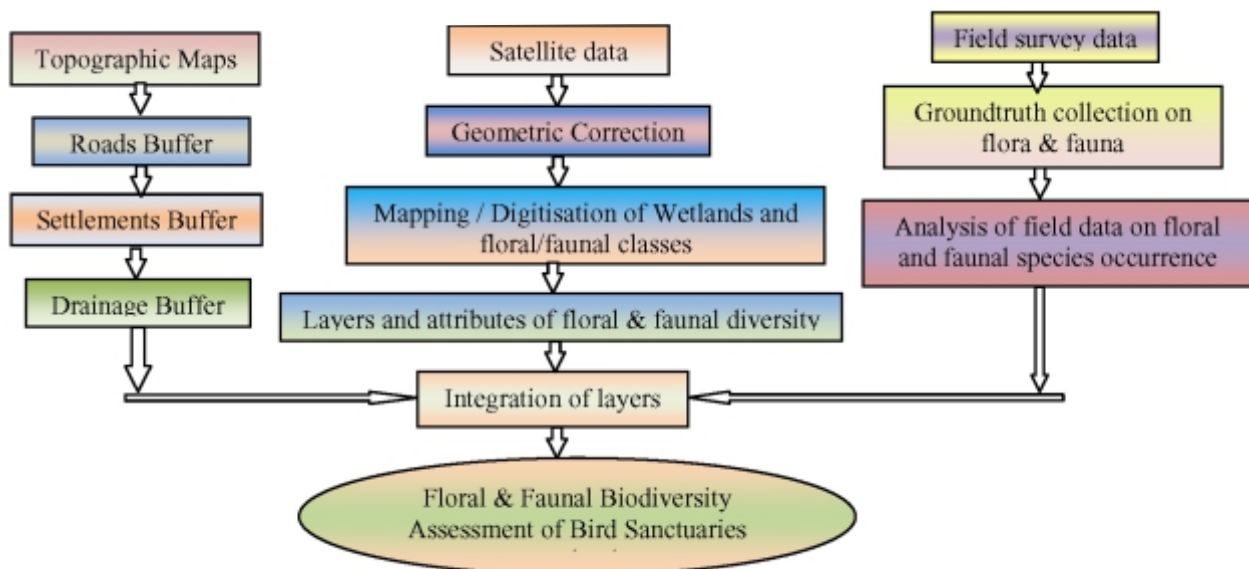 Topographic Maps
Roads Buffer
Settlements Buffer
Drainage Buffer
Satellite data
Geometric Correction
Mapping / Digitisation of Wetlands and
floral/faunal classes
Layers and attributes of floral & faunal diversity
Integration of layers
Floral & Faunal Biodiversity
Assessment of Bird Sanctuaries
Field survey data
Groundtruth collection on
flora & fauna
Analysis of field data on floral
and faunal species occurrence